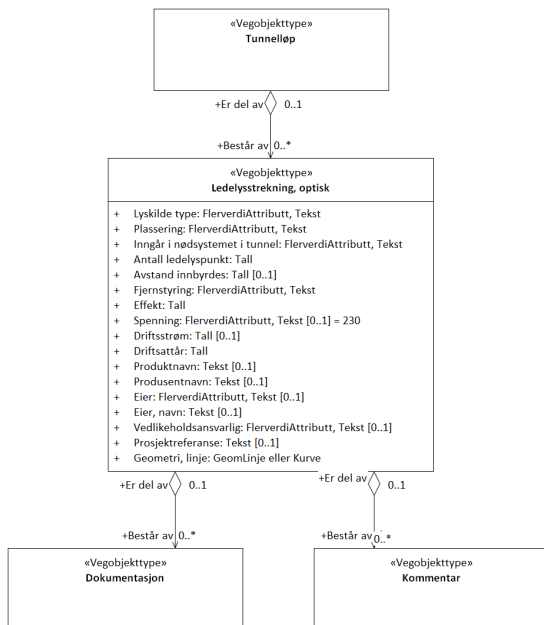 «Vegobjekttype»
Tunnelløp
+Er del av 0..1
+Består av 0..*
«Vegobjekttype»
Ledelysstrekning, optisk
+ Lyskilde type: FlerverdiAttributt, Tekst
+ Plassering: FlerverdiAttributt, Tekst
+ Inngår i nødsystemet i tunnel: FlerverdiAttributt, Tekst
+ Antall ledelyspunkt: Tall
+ Avstand innbyrdes: Tall [0..1]
+ Fjernstyring: FlerverdiAttributt, Tekst
+ Effekt: Tall
+ Spenning: FlerverdiAttributt, Tekst [0..1] = 230
+ Driftsstrøm: Tall [0..1]
+ Driftsattår: Tall
+ Produktnavn: Tekst [0..1]
+ Produsentnavn: Tekst [0..1]
+ Eier: FlerverdiAttributt, Tekst [0..1]
+ Eier, navn: Tekst [0..1]
+ Vedlikeholdsansvarlig: FlerverdiAttributt, Tekst [0..1]
+ Prosjektreferanse: Tekst [0..1]
+ Geometri, linje: GeomLinje eller Kurve
+Er del av 0..1 +Er del av 0..1
+Består av 0..* +Består av 0..*
«Vegobjekttype» «Vegobjekttype»
Dokumentasjon Kommentar